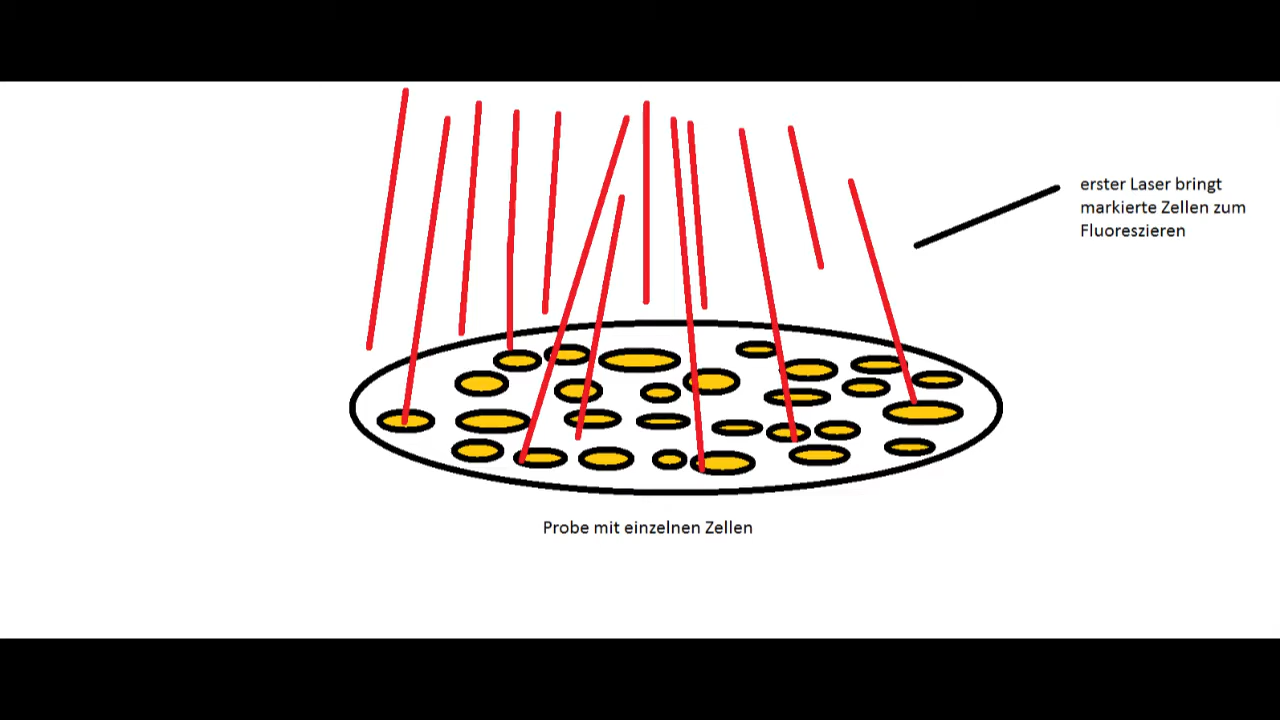 erster Laser bringt
markierte Zellen zum
Fluoreszieren
Probe mit einzelnen Zellen